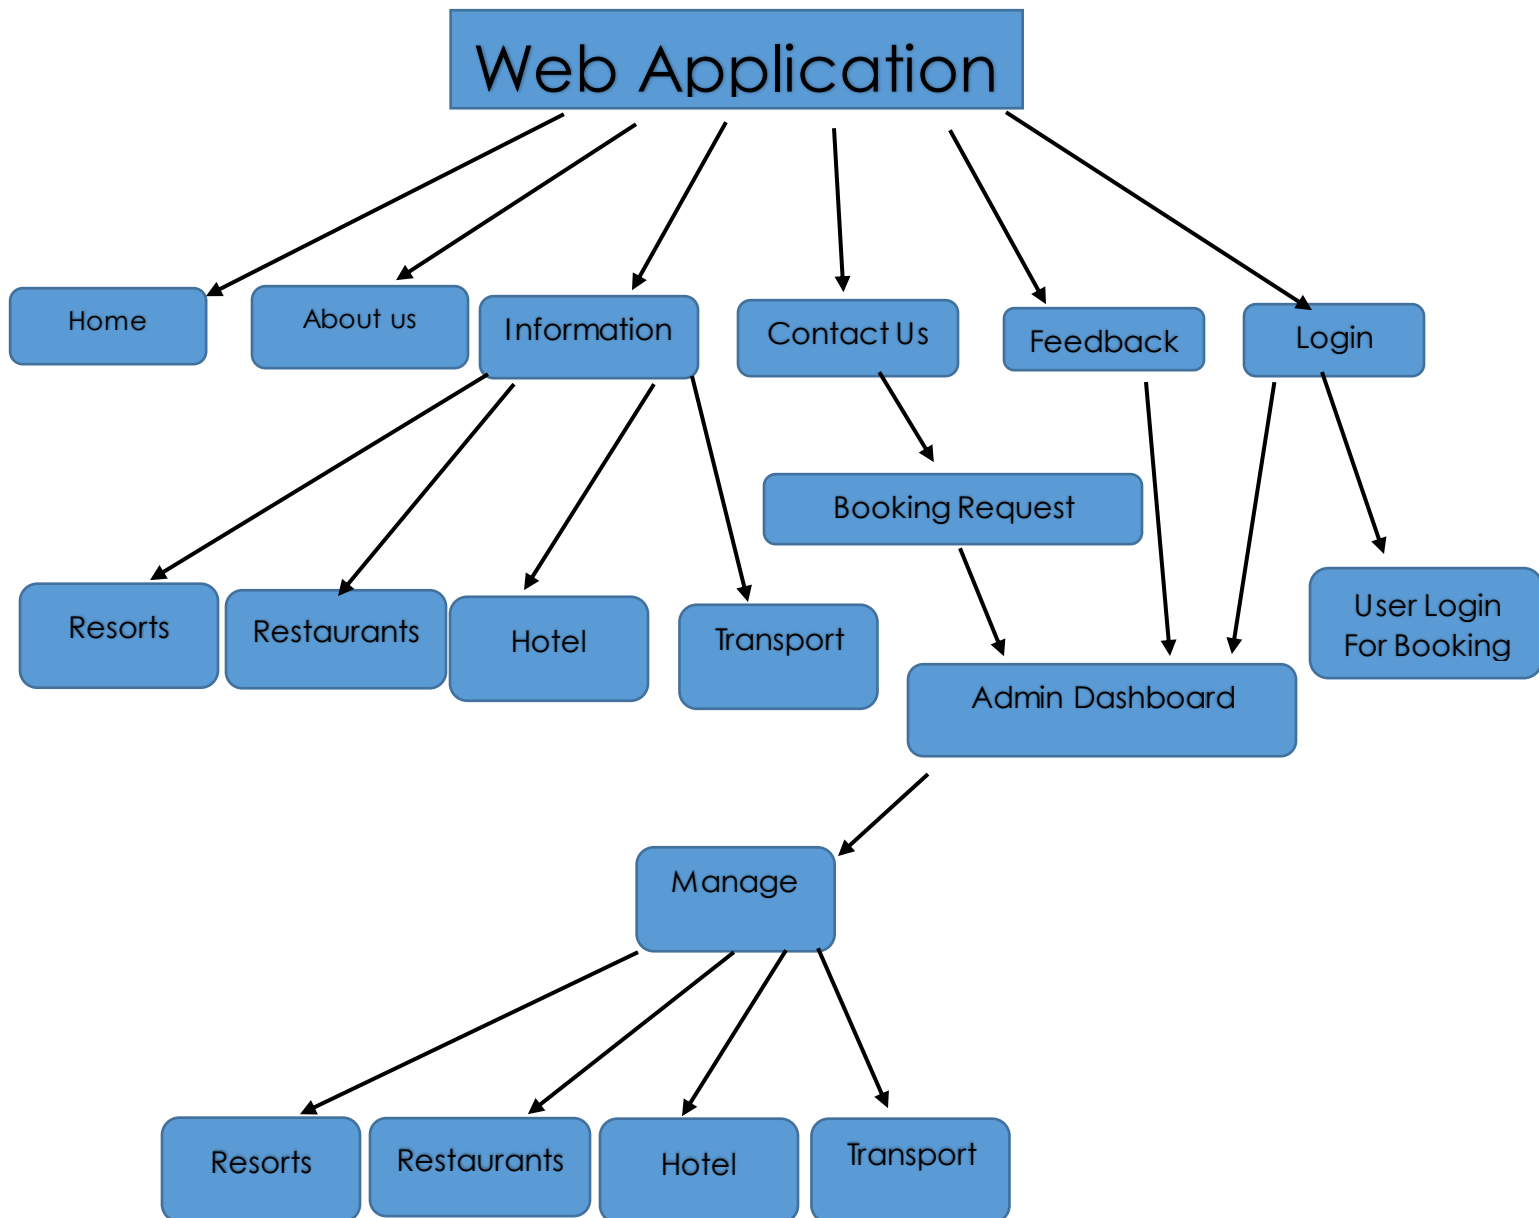 Web Application
Home
About us
Information
Contact Us
Feedback
Login
Booking Request
Resorts
Restaurants
Hotel
Transport
User Login
For Booking
Admin Dashboard
Manage
Resorts
Restaurants
Hotel
Transport